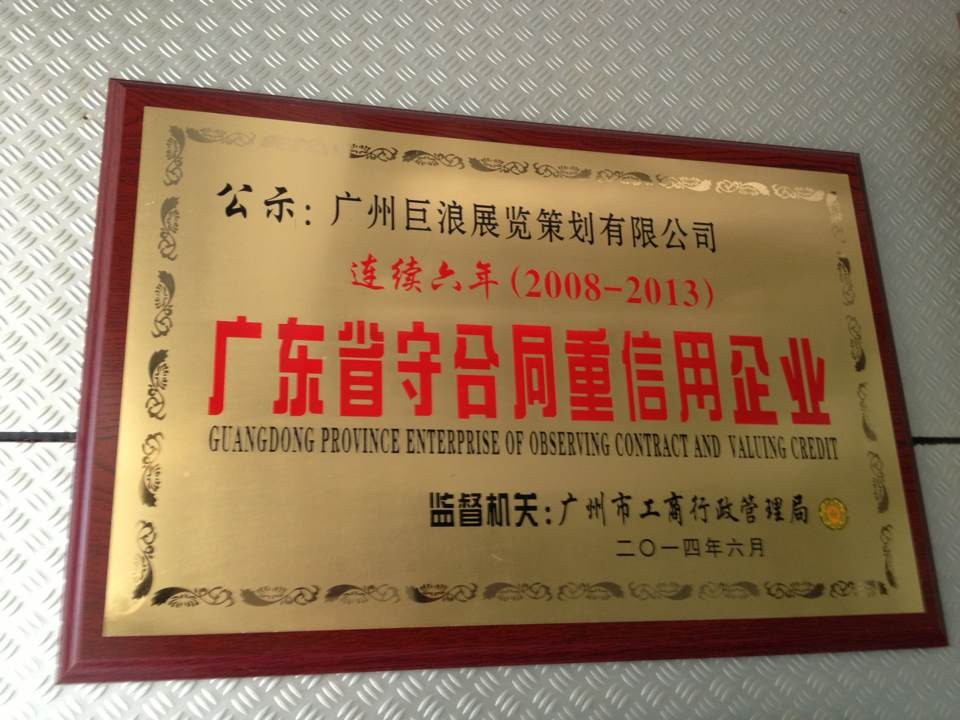 公示：广州巨浪展览策划有限公司
连续六年(2008-2013)
广东省守合同重信用企业
GUANGDONG PROVINCE ENTERPRISE OF OBSERVING CONTRACT AND VALUING CREDIT
监督机关：广州市工商行政管理局
二〇一四年六月